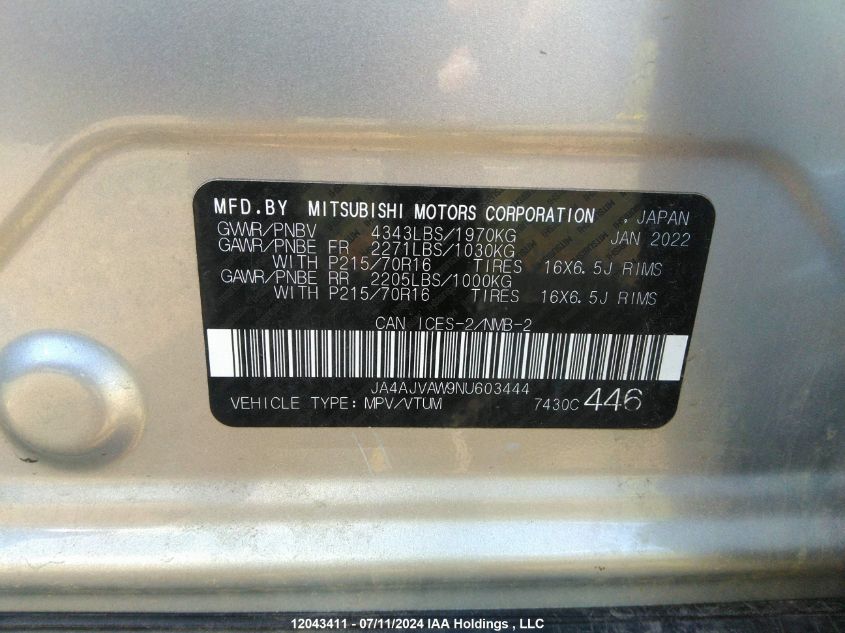 MFD.BY MITSUBISHI MOTORS CORPORATION , JAPAN
GWVR/PNBV 4343LBS/1970KG JAN 2022
GAWR/PNBE FR 2271LBS/1030KG
WITH P215/70R16 TIRES 16X6.5J RIMS
GAWR/PNBE RR 2205LBS/1000KG
WITH P215/70R16 TIRES 16X6.5J RIMS
CAN ICES-2/NMB-2
JA4AJVAW9NU603444
VEHICLE TYPE: MPV/VTUM 7430C 446
12043411 - 07/11/2024 IAA Holdings , LLC